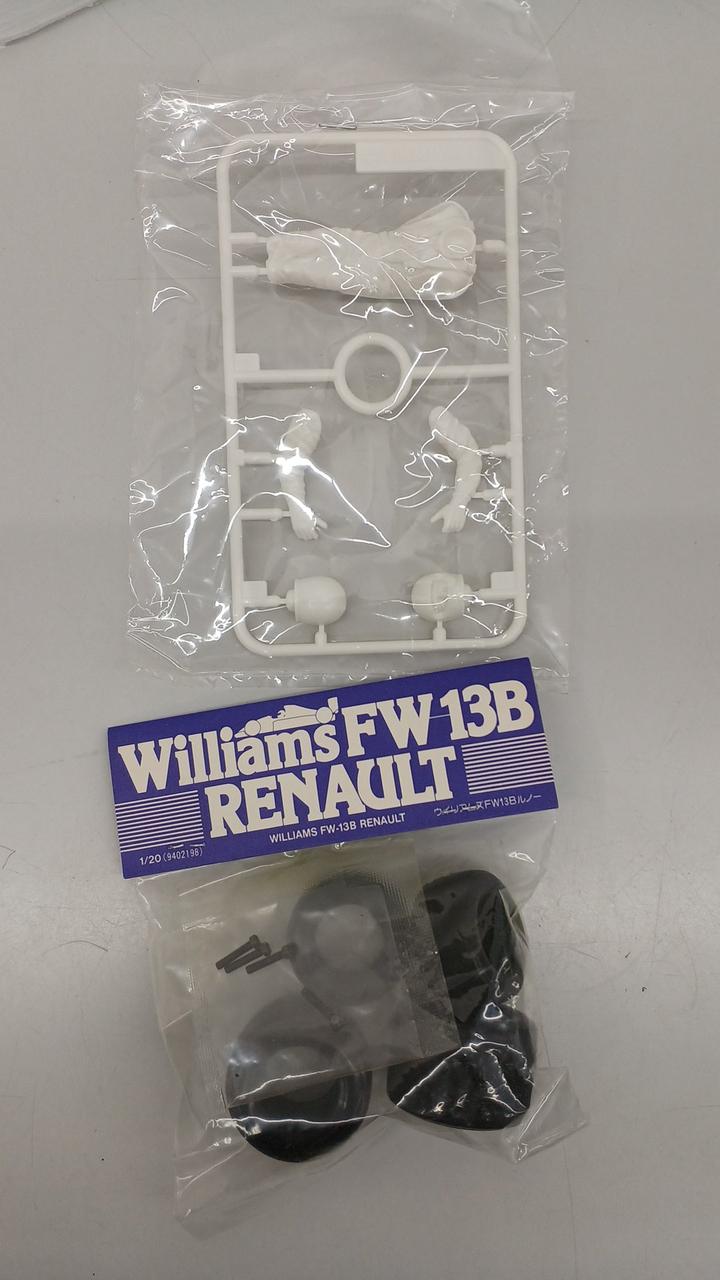 Williams FW 13B
RENAULT
WILLIAMS FW-13B RENAULT
ウイリアムズFW13Bルノー
1/20 (9402198)